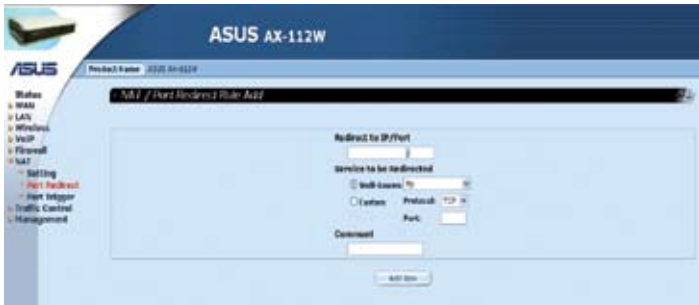 ASUS AX-112W
ASUS
Product Name
Status
WAN
LAN
Wireless
VoIP
Firewall
NAT
Setting
Port Redirect
Port trigger
Traffic Control
Management
NAT / Port Redirect Rule Add
Redirect to IP/Port
Service to be Redirected
Well-known
Custom Protocol: TCP
Port:
Comment